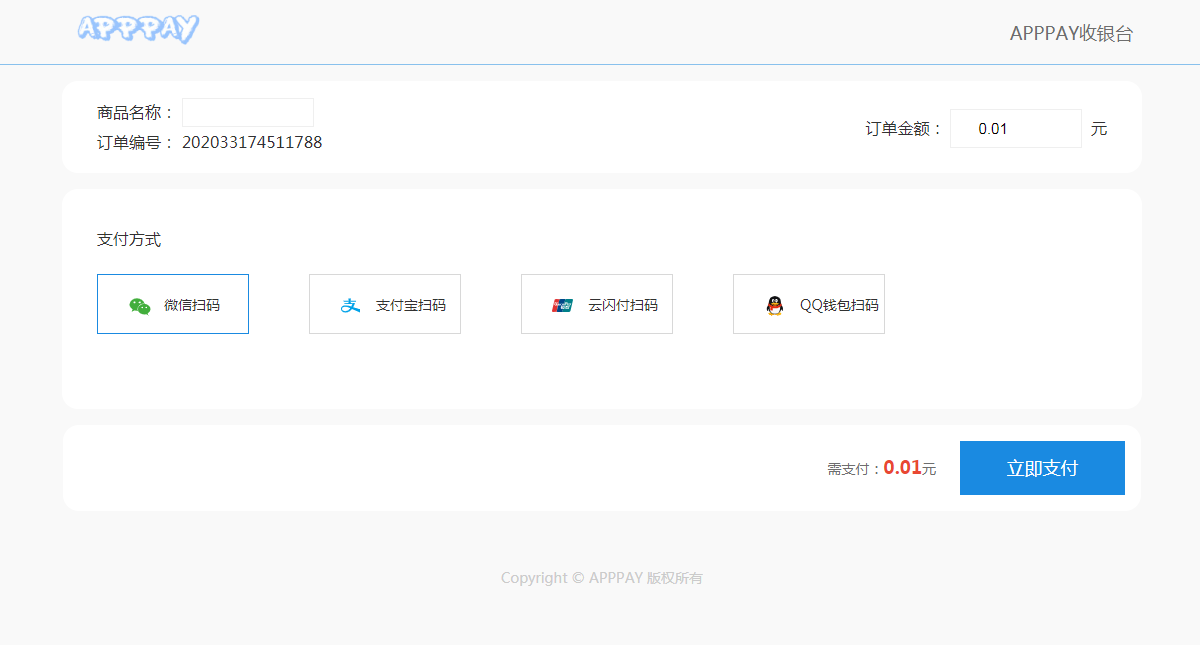 APPPAY
APPPAY收银台
商品名称：
订单编号： 202033174511788
订单金额： 0.01 元
支付方式
微信扫码
支付宝扫码
云闪付扫码
QQ钱包扫码
需支付：0.01元
立即支付
Copyright © APPPAY 版权所有